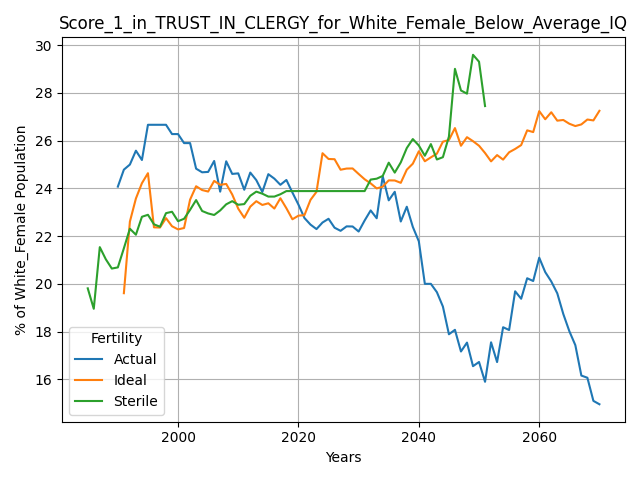 Score_1_in_TRUST_IN_CLERGY_for_White_Female_Below_Average_IQ
% of White_Female Population
30
28
26
24
22
20
18
16
Fertility
Actual
Ideal
Sterile
2000 2020 2040 2060
Years